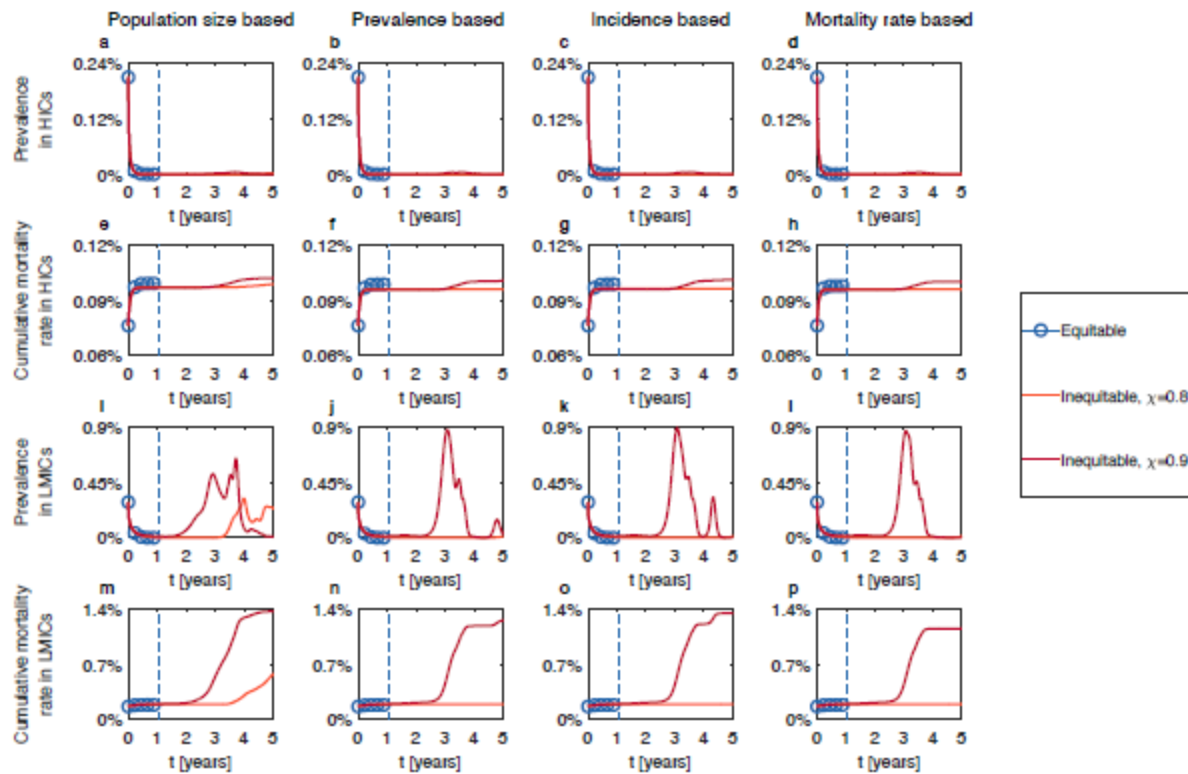 Population size based
Prevalence based
Incidence based
Mortality rate based
a
b
c
d
Prevalence
in HICs
0.24%
0.12%
0%
0 1 2 3 4 5
t [years]
0.24%
0.12%
0%
0 1 2 3 4 5
t [years]
0.24%
0.12%
0%
0 1 2 3 4 5
t [years]
0.24%
0.12%
0%
0 1 2 3 4 5
t [years]
e
f
g
h
Cumulative mortality
rate in HICs
0.12%
0.09%
0.06%
0 1 2 3 4 5
t [years]
0.12%
0.09%
0.06%
0 1 2 3 4 5
t [years]
0.12%
0.09%
0.06%
0 1 2 3 4 5
t [years]
0.12%
0.09%
0.06%
0 1 2 3 4 5
t [years]
i
j
k
l
Prevalence
in LMICs
0.9%
0.45%
0%
0 1 2 3 4 5
t [years]
0.9%
0.45%
0%
0 1 2 3 4 5
t [years]
0.9%
0.45%
0%
0 1 2 3 4 5
t [years]
0.9%
0.45%
0%
0 1 2 3 4 5
t [years]
m
n
o
p
Cumulative mortality
rate in LMICs
1.4%
0.7%
0%
0 1 2 3 4 5
t [years]
1.4%
0.7%
0%
0 1 2 3 4 5
t [years]
1.4%
0.7%
0%
0 1 2 3 4 5
t [years]
1.4%
0.7%
0%
0 1 2 3 4 5
t [years]
Equitable
Inequitable, χ=0.8
Inequitable, χ=0.9